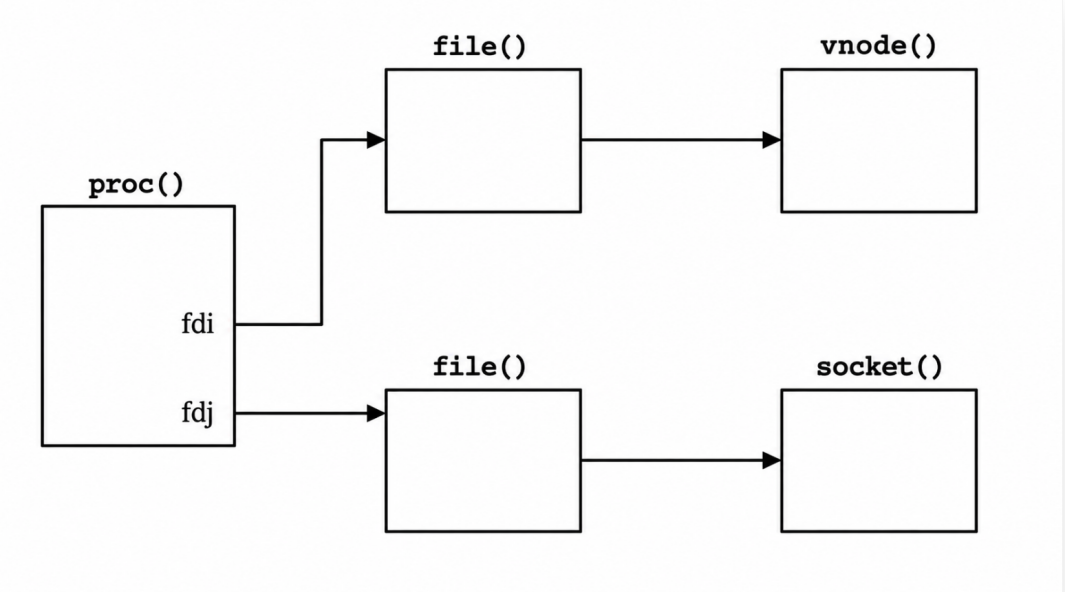 file()
vnode()
proc()
fdi
file()
socket()
fdj